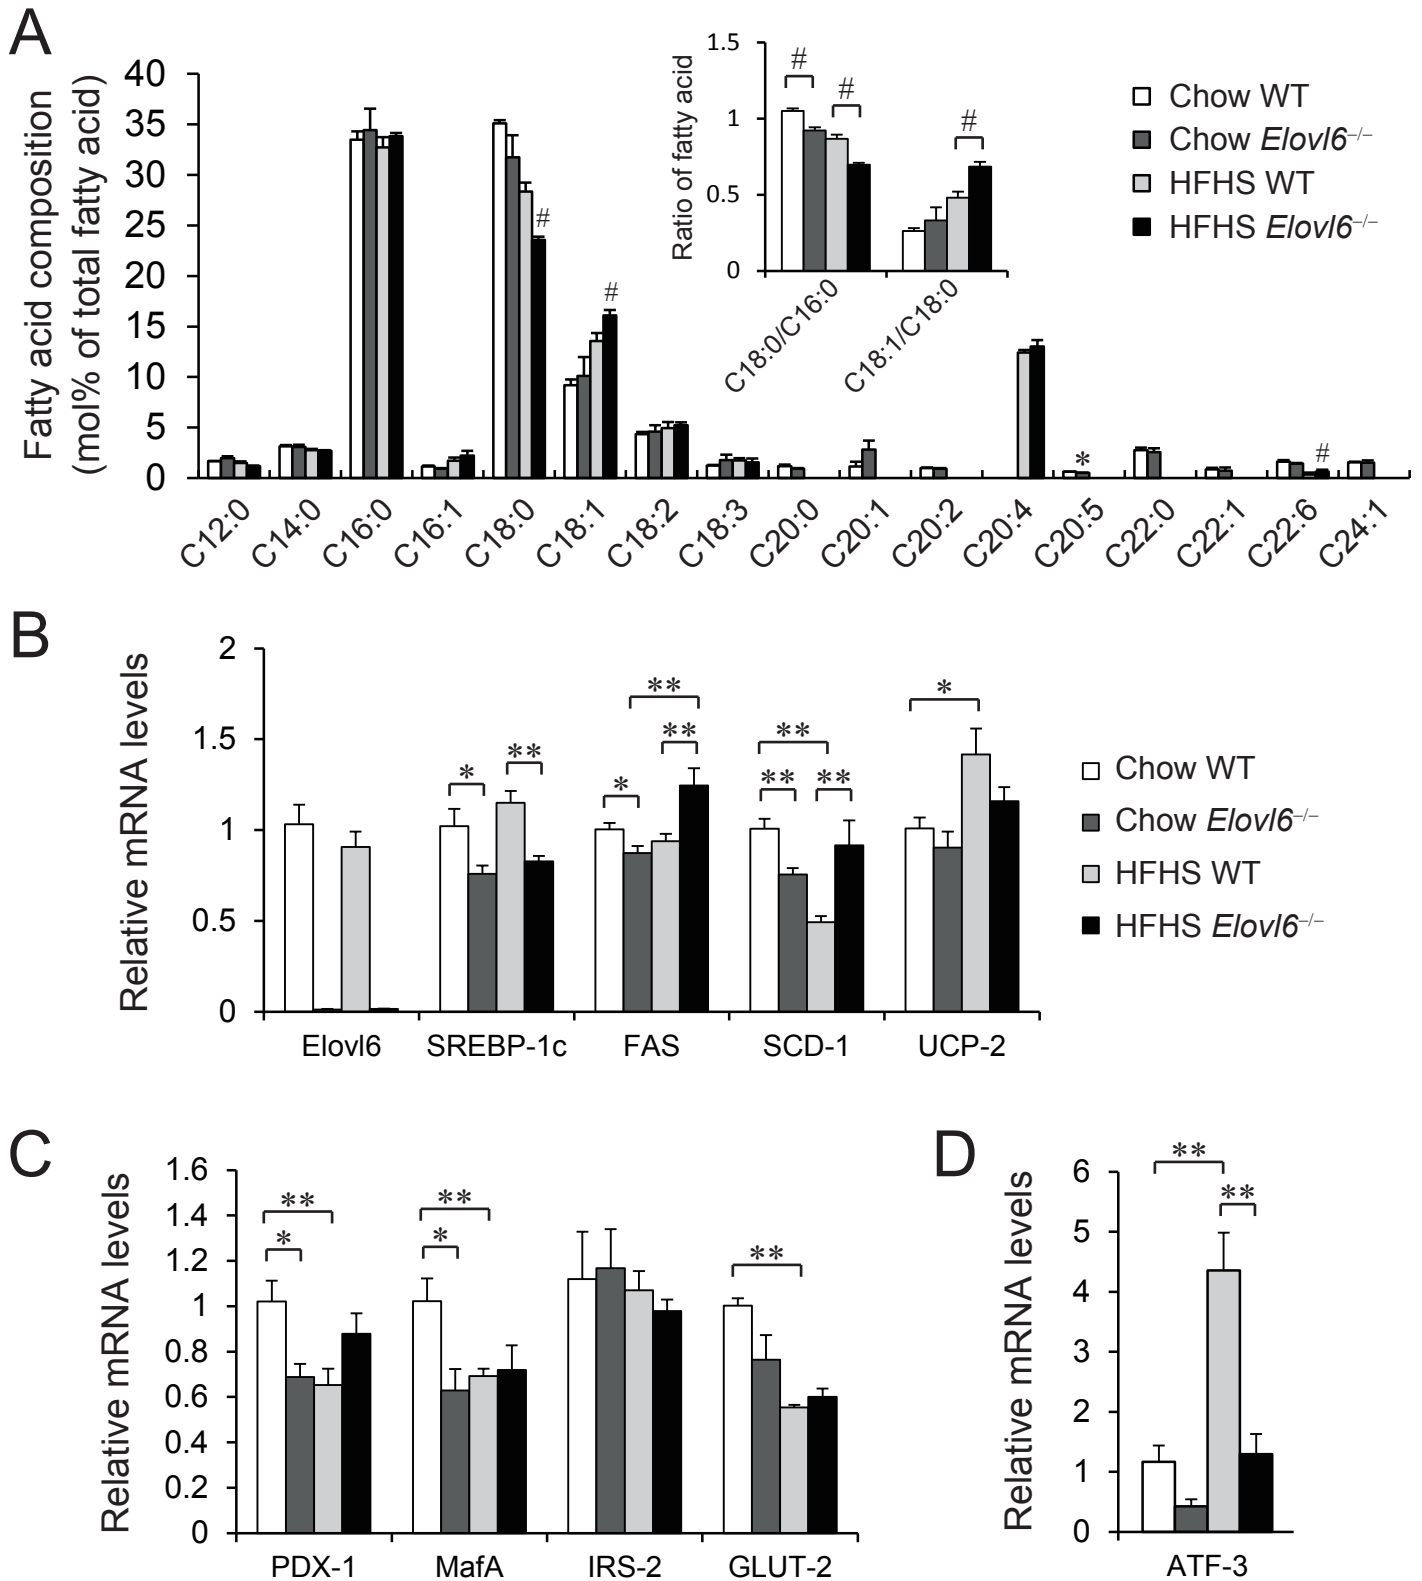 A
Fatty acid composition
(mol% of total fatty acid)
40
35
30
25
20
15
10
5
0
#
#
*
#
C12:0
C14:0
C16:0
C16:1
C18:0
C18:1
C18:2
C18:3
C20:0
C20:1
C20:2
C20:4
C20:5
C22:0
C22:1
C22:6
C24:1
Ratio of fatty acid
1.5
1
0.5
0
#
#
#
C18:0/C16:0
C18:1/C18:0
Chow WT
Chow Elovl6−/−
HFHS WT
HFHS Elovl6−/−
B
Relative mRNA levels
2
1.5
1
0.5
0
*
**
*
**
**
**
**
**
*
Elovl6
SREBP-1c
FAS
SCD-1
UCP-2
Chow WT
Chow Elovl6−/−
HFHS WT
HFHS Elovl6−/−
C
Relative mRNA levels
1.6
1.4
1.2
1
0.8
0.6
0.4
0.2
0
**
*
**
*
**
PDX-1
MafA
IRS-2
GLUT-2
D
Relative mRNA levels
6
5
4
3
2
1
0
**
**
ATF-3